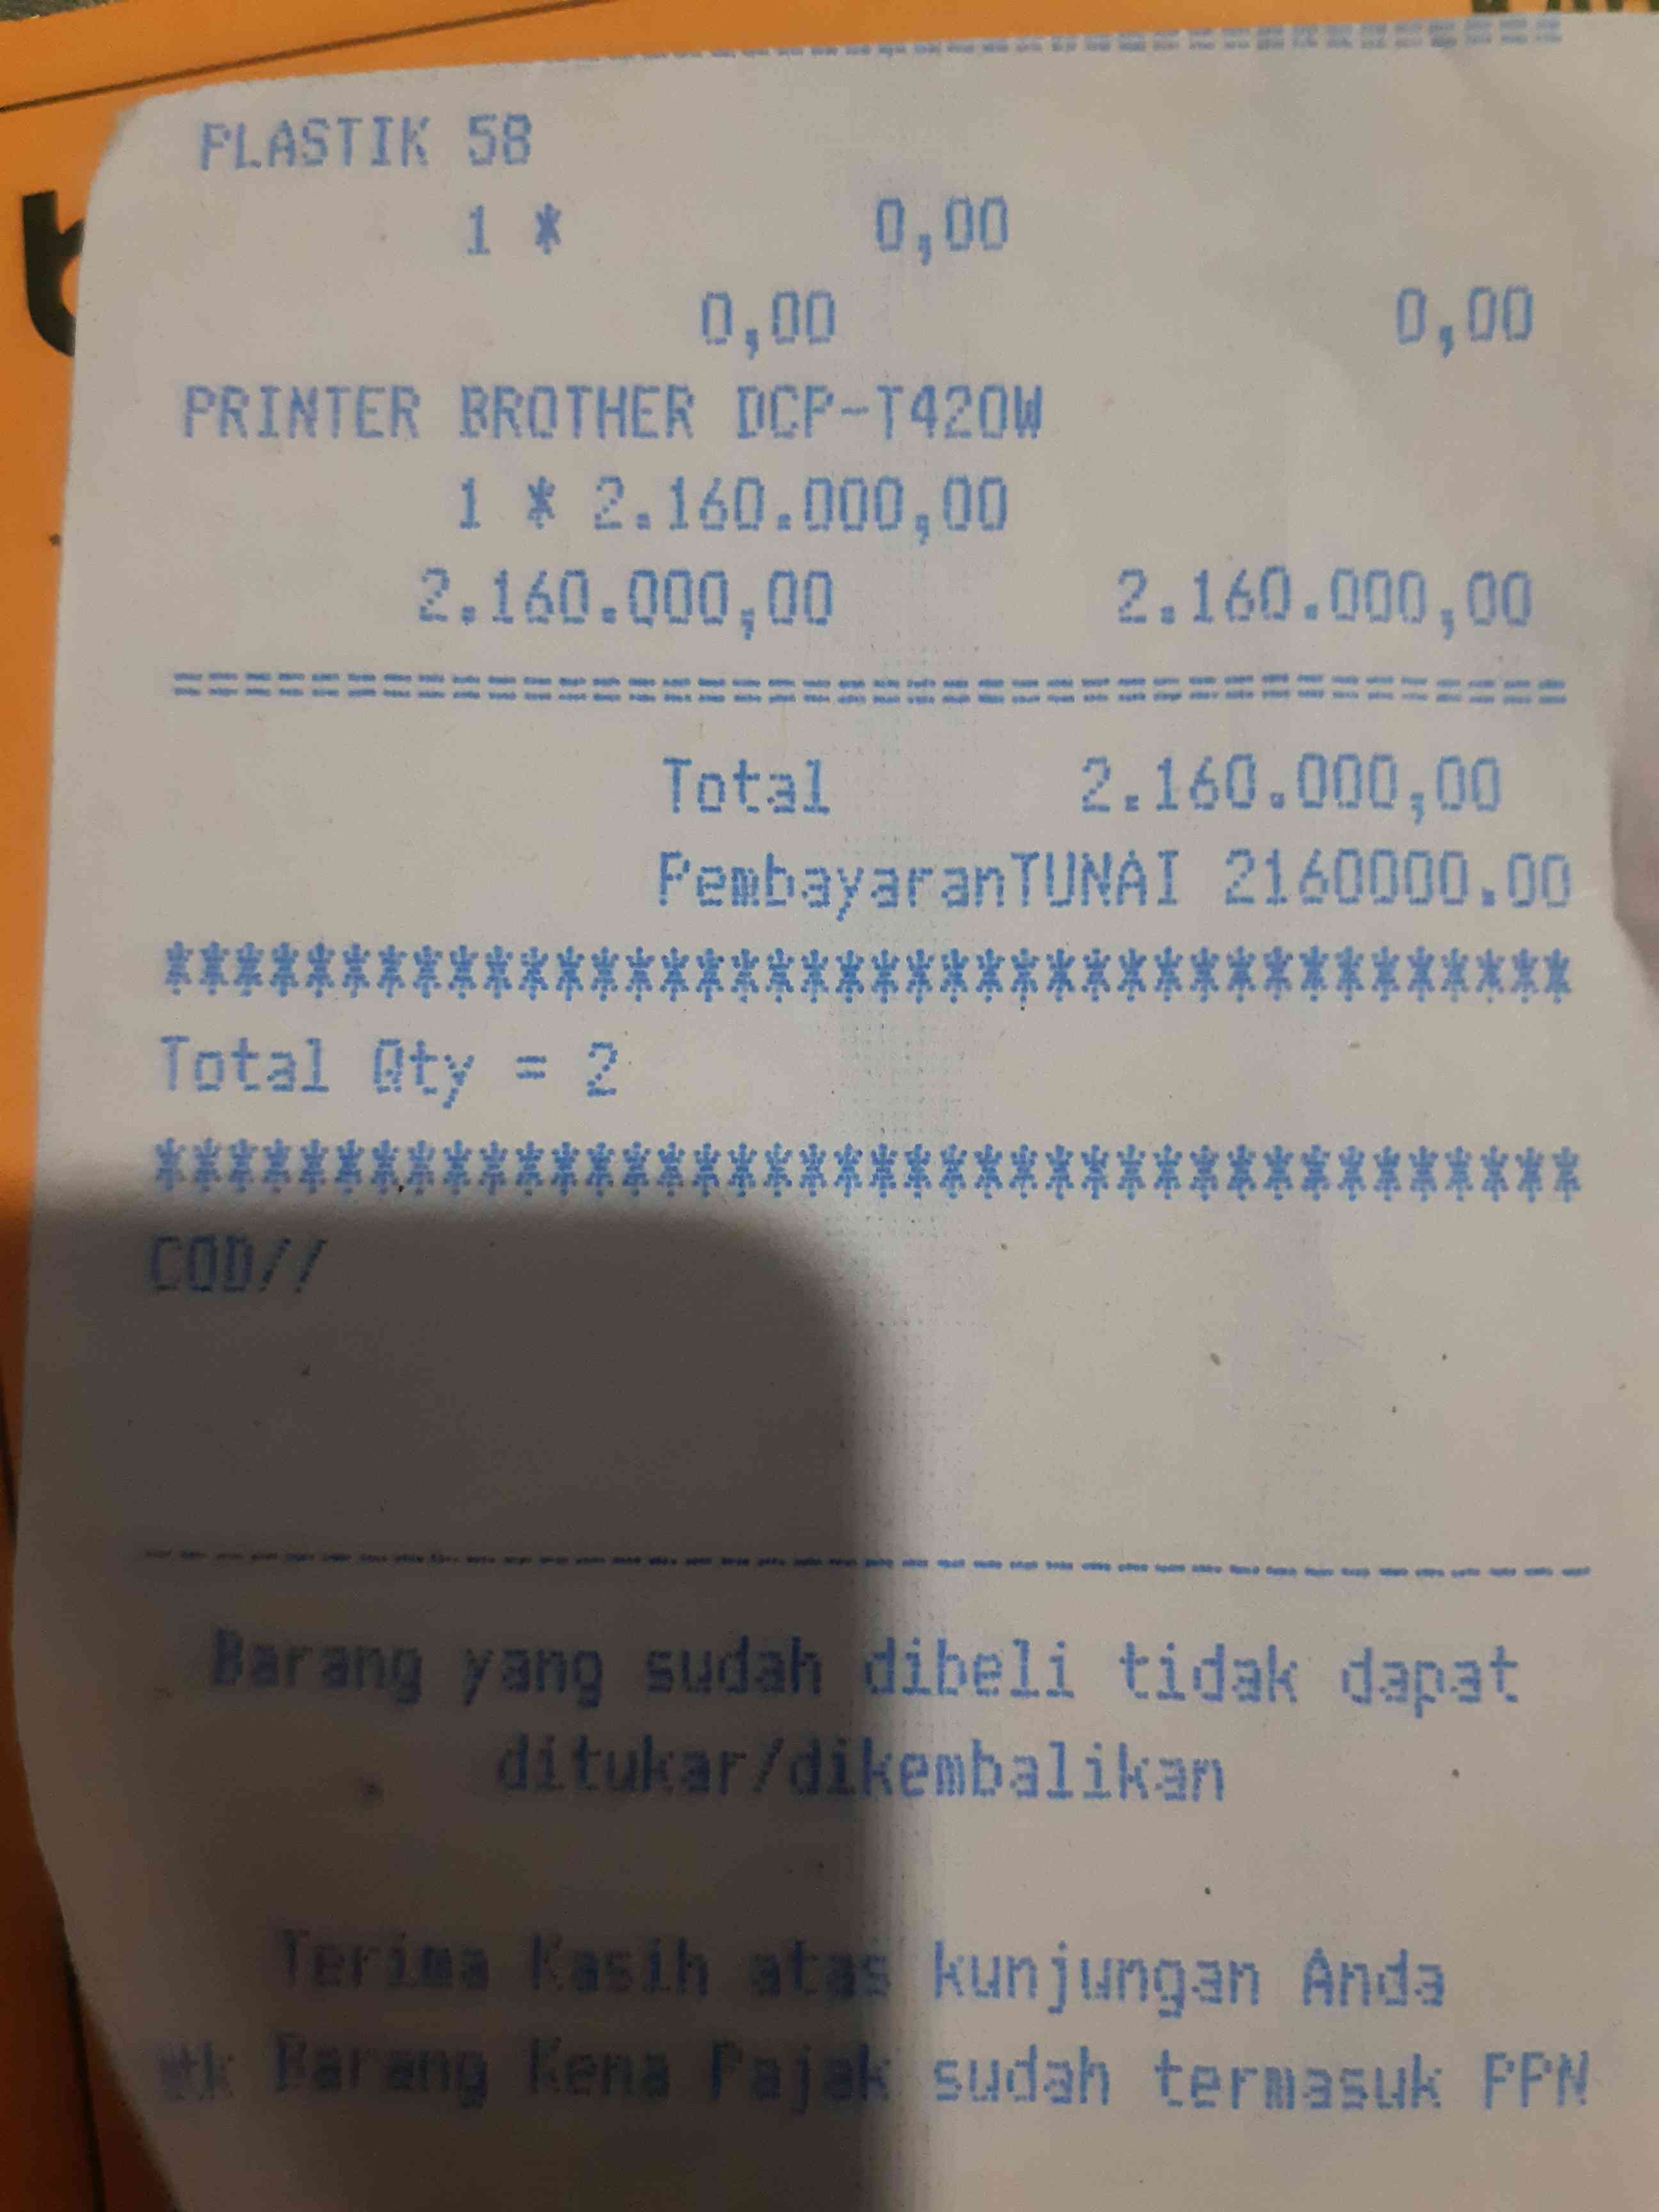 PLASTIK 58
1 * 0,00
0,00 0,00
PRINTER BROTHER DCP-T420W
1 * 2.160.000,00
2.160.000,00 2.160.000,00
================================
Total 2.160.000,00
PembayaranTUNAI 2160000.00
****************************************
Total Qty = 2
****************************************
COD//
----------------------------------------
Barang yang sudah dibeli tidak dapat
ditukar/dikembalikan
Terima Kasih atas kunjungan Anda
Barang Kena Pajak sudah termasuk PPN